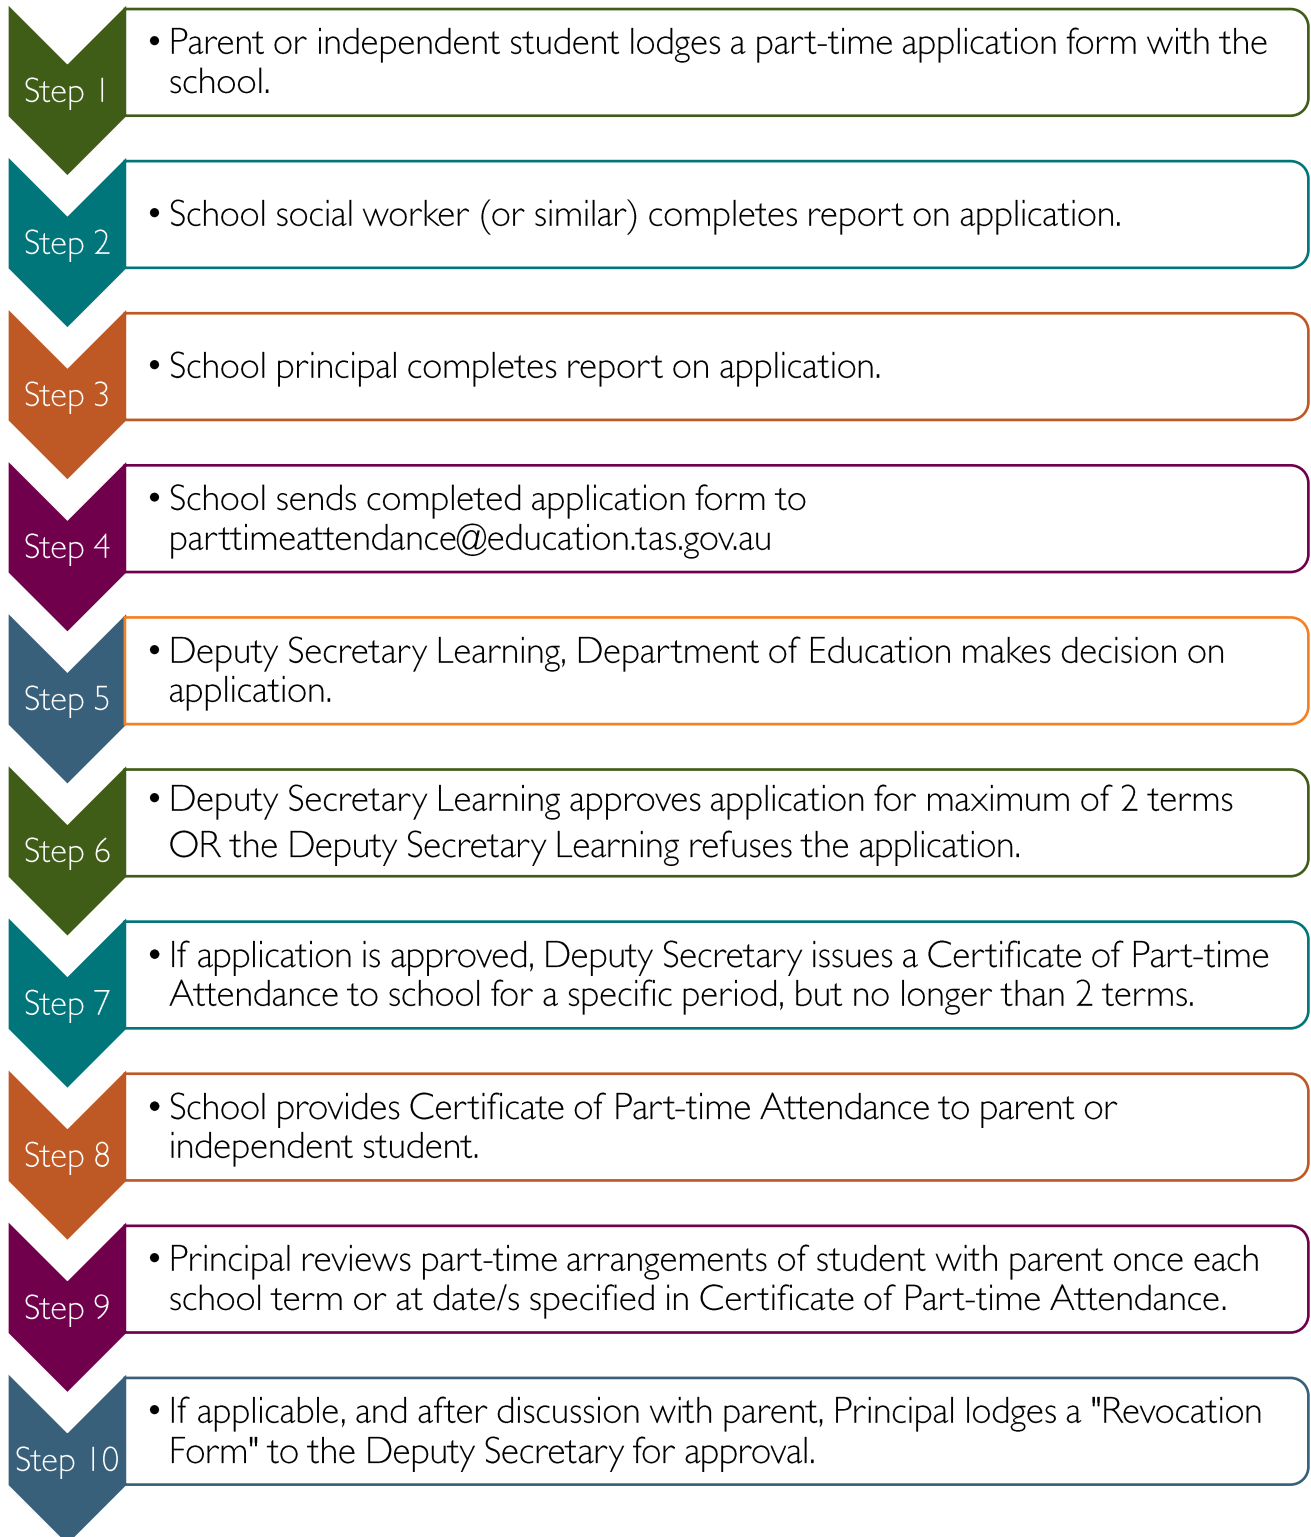 Step 1
• Parent or independent student lodges a part-time application form with the
school.
Step 2
• School social worker (or similar) completes report on application.
Step 3
• School principal completes report on application.
Step 4
• School sends completed application form to
parttimeattendance@education.tas.gov.au
Step 5
• Deputy Secretary Learning, Department of Education makes decision on
application.
Step 6
• Deputy Secretary Learning approves application for maximum of 2 terms
OR the Deputy Secretary Learning refuses the application.
Step 7
• If application is approved, Deputy Secretary issues a Certificate of Part-time
Attendance to school for a specific period, but no longer than 2 terms.
Step 8
• School provides Certificate of Part-time Attendance to parent or
independent student.
Step 9
• Principal reviews part-time arrangements of student with parent once each
school term or at date/s specified in Certificate of Part-time Attendance.
Step 10
• If applicable, and after discussion with parent, Principal lodges a "Revocation
Form" to the Deputy Secretary for approval.